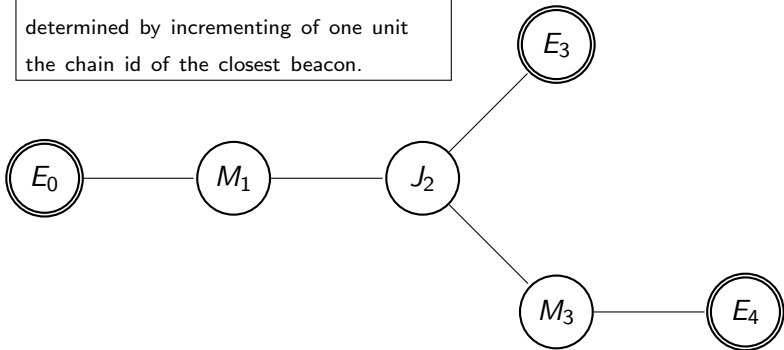 determined by incrementing of one unit
the chain id of the closest beacon.
E₃
E₀ M₁ J₂
M₃ E₄